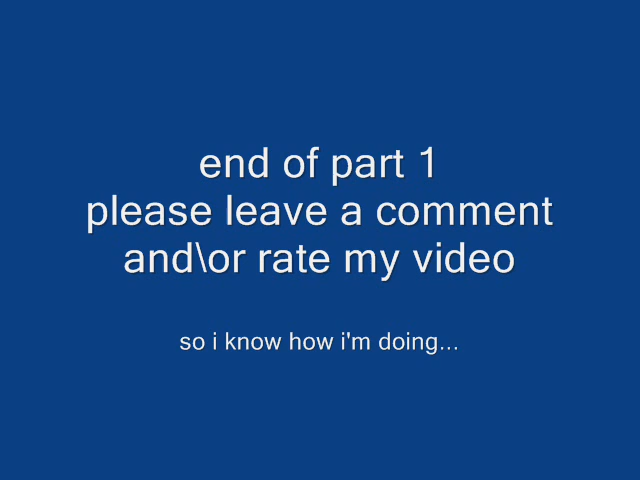 end of part 1
please leave a comment
and\or rate my video
so i know how i'm doing...